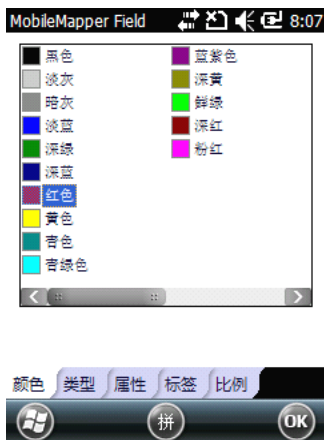 MobileMapper Field 8:07
黑色
淡灰
暗灰
淡蓝
深绿
深蓝
红色
黄色
青色
青绿色
蓝紫色
深黄
鲜绿
深红
粉红
颜色 类型 属性 标签 比例
拼 OK